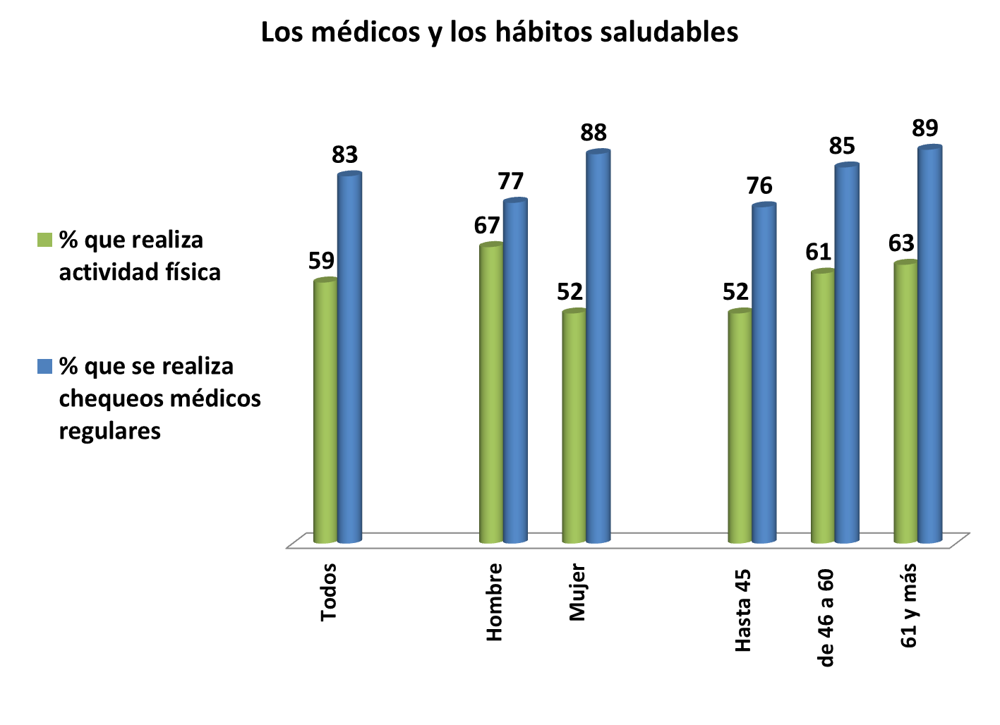 Los médicos y los hábitos saludables
% que realiza
actividad física
% que se realiza
chequeos médicos
regulares
59
83
67
77
52
88
52
76
61
85
63
89
Todos
Hombre
Mujer
Hasta 45
de 46 a 60
61 y más